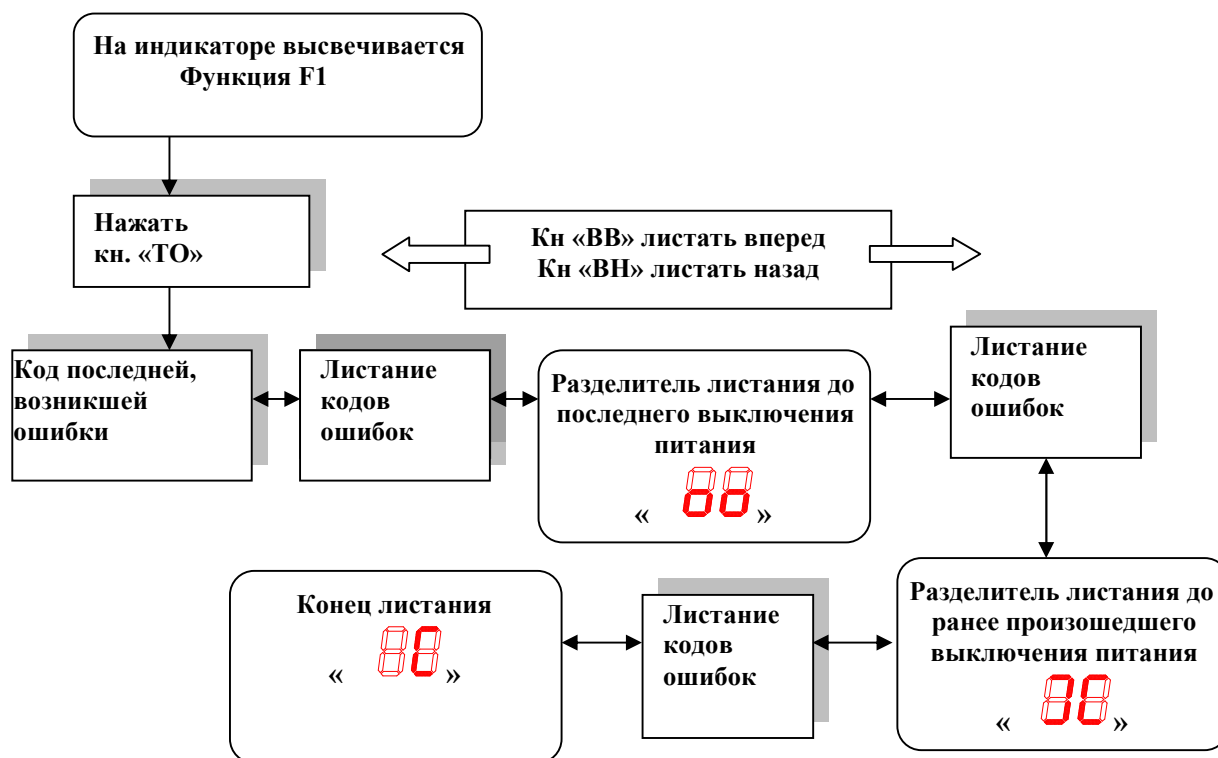 На индикаторе высвечивается
Функция F1
Нажать
кн. «ТО»
Кн «ВВ» листать вперед
Кн «ВН» листать назад
Код последней,
возникшей
ошибки
Листание
кодов
ошибок
Разделитель листания до
последнего выключения
питания
« oo »
Листание
кодов
ошибок
Разделитель листания до
ранее произошедшего
выключения питания
« »
Листание
кодов
ошибок
Конец листания
« »